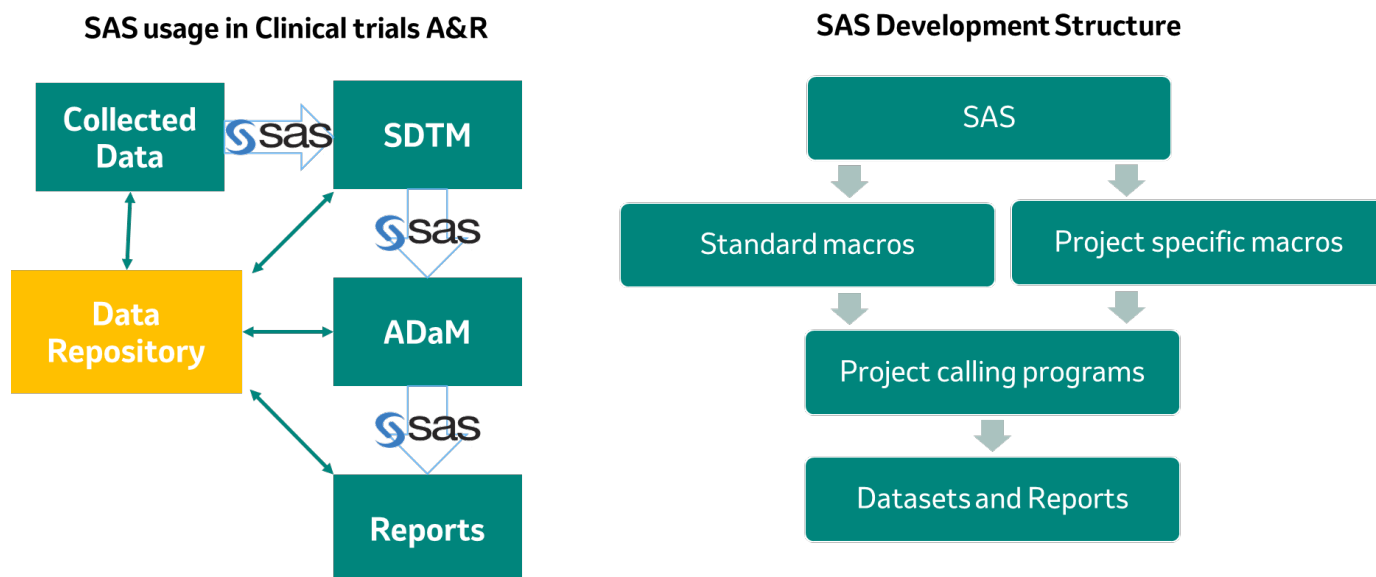 SAS usage in Clinical trials A&R
Collected
Data
sas
SDTM
sas
Data
Repository
ADaM
sas
Reports
SAS Development Structure
SAS
Standard macros
Project specific macros
Project calling programs
Datasets and Reports